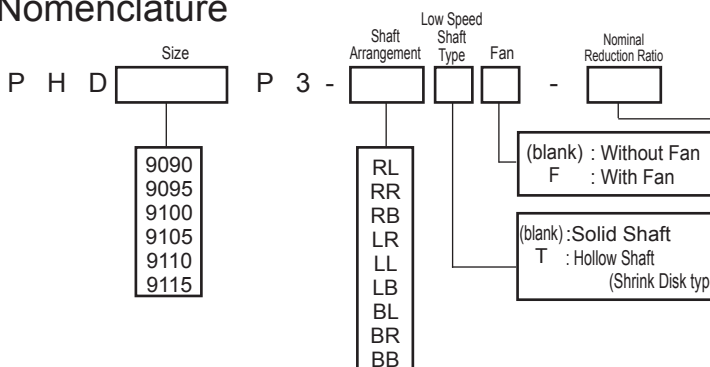 Nomenclature
Size
Shaft
Arrangement
Low Speed
Shaft
Type
Fan
Nominal
Reduction Ratio
P H D P 3 - -
9090
9095
9100
9105
9110
9115
RL
RR
RB
LR
LL
LB
BL
BR
BB
(blank) : Without Fan
F : With Fan
(blank) : Solid Shaft
T : Hollow Shaft
(Shrink Disk typ